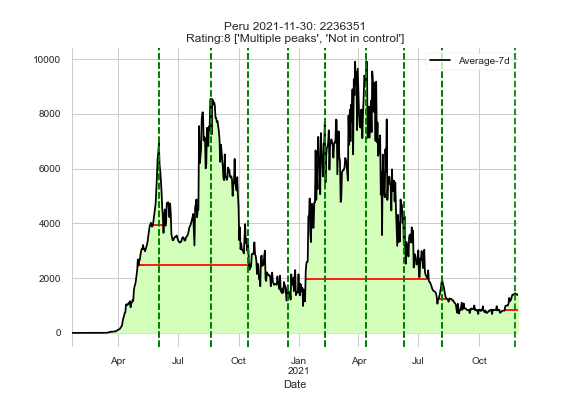 Peru 2021-11-30: 2236351
Rating:8 ['Multiple peaks', 'Not in control']
Average-7d
10000
8000
6000
4000
2000
0
Apr
Jul
Oct
Jan
2021
Apr
Jul
Oct
Date